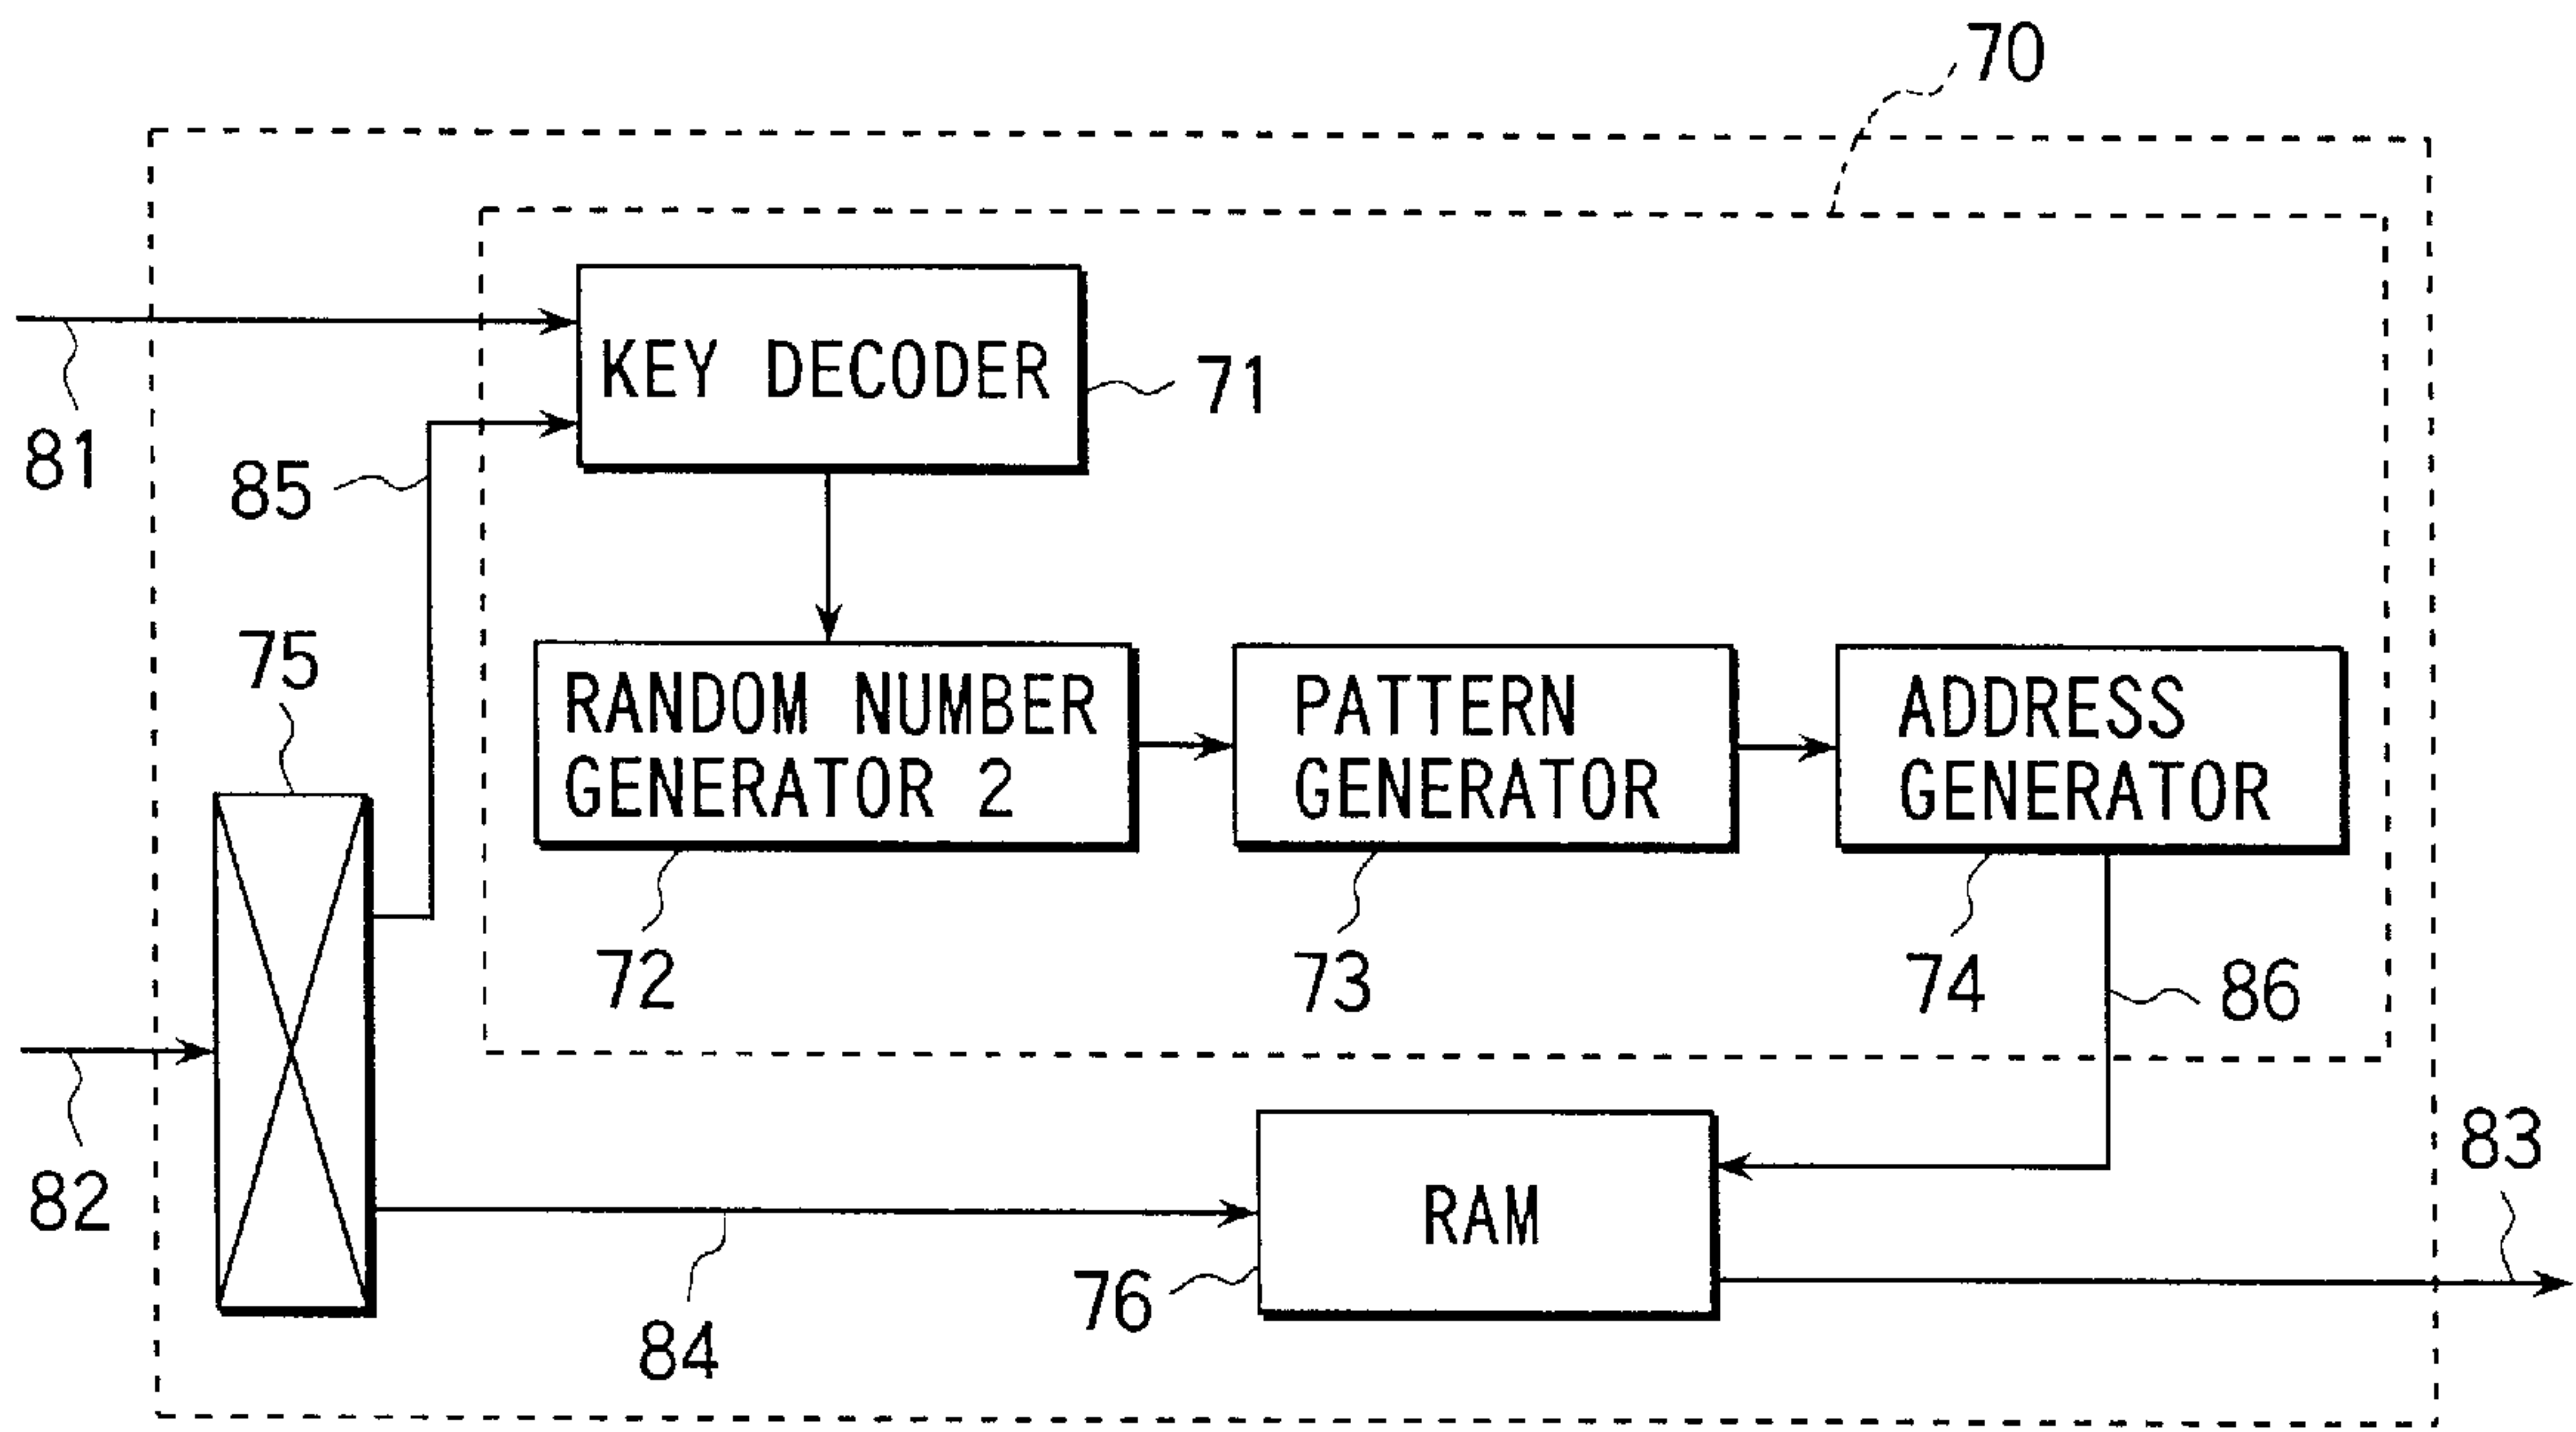 70
KEY DECODER
71
81
85
75
RANDOM NUMBER
GENERATOR 2
PATTERN
GENERATOR
ADDRESS
GENERATOR
72
73
74
86
82
RAM
83
76
84